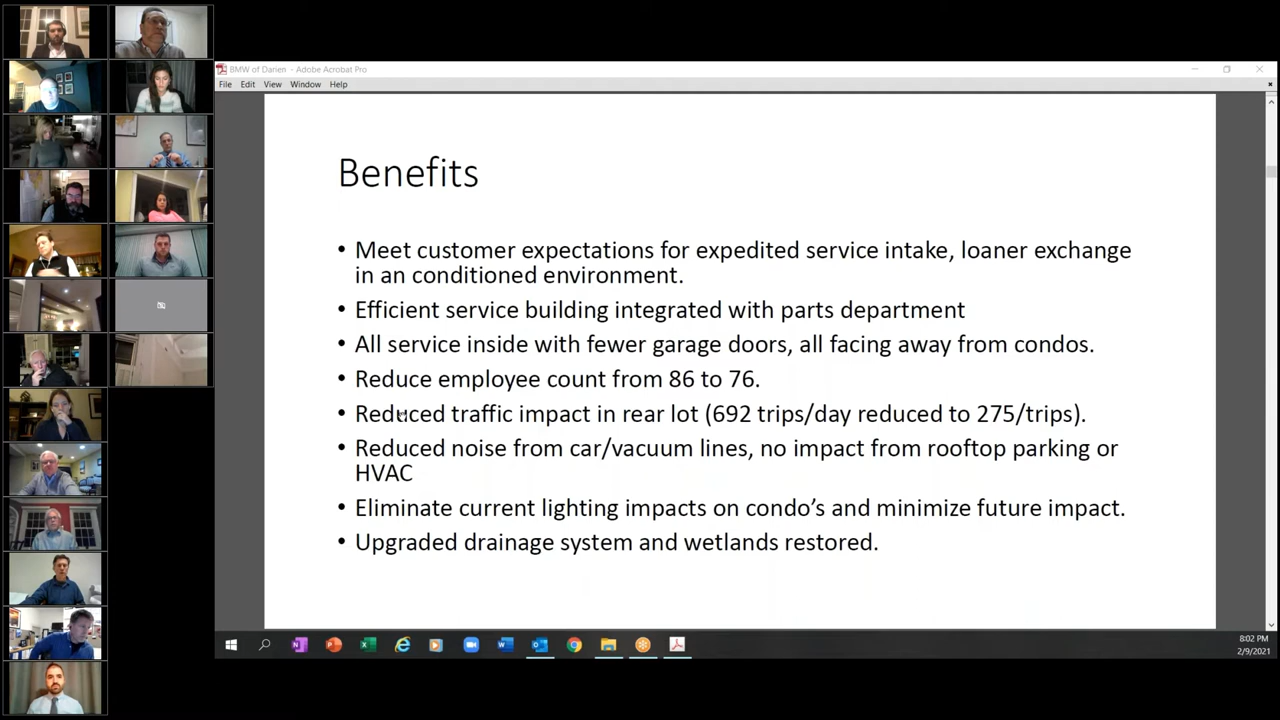 BMW of Darien - Adobe Acrobat Pro
File Edit View Window Help
Benefits
• Meet customer expectations for expedited service intake, loaner exchange
in an conditioned environment.
• Efficient service building integrated with parts department
• All service inside with fewer garage doors, all facing away from condos.
• Reduce employee count from 86 to 76.
• Reduced traffic impact in rear lot (692 trips/day reduced to 275/trips).
• Reduced noise from car/vacuum lines, no impact from rooftop parking or
HVAC
• Eliminate current lighting impacts on condo’s and minimize future impact.
• Upgraded drainage system and wetlands restored.
8:02 PM
2/9/2021